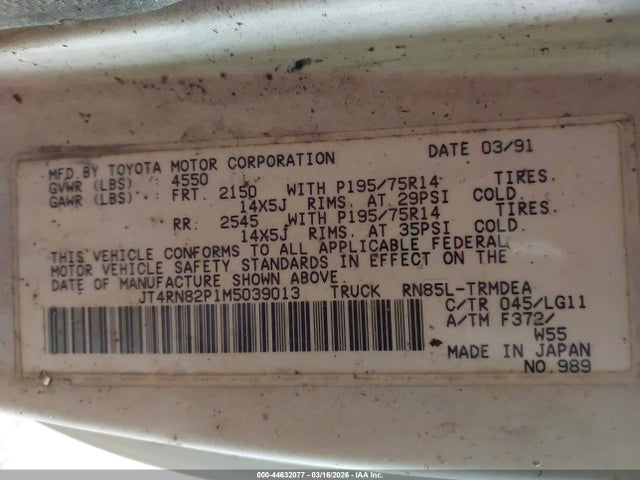 MFD. BY TOYOTA MOTOR CORPORATION DATE 03/91
GVWR (LBS) : 4550
GAWR (LBS) : FRT. 2150 WITH P195/75R14 TIRES.
14X5J RIMS. AT 29PSI COLD.
RR. 2545 WITH P195/75R14 TIRES.
14X5J RIMS. AT 35PSI COLD.
THIS VEHICLE CONFORMS TO ALL APPLICABLE FEDERAL
MOTOR VEHICLE SAFETY STANDARDS IN EFFECT ON THE
DATE OF MANUFACTURE SHOWN ABOVE.
JT4RN82P1M5039013 TRUCK RN85L-TRMDEA
C/TR 045/LG11
A/TM F372/
W55
MADE IN JAPAN
NO. 989
000-44632077 - 03/16/2026 - IAA Inc.